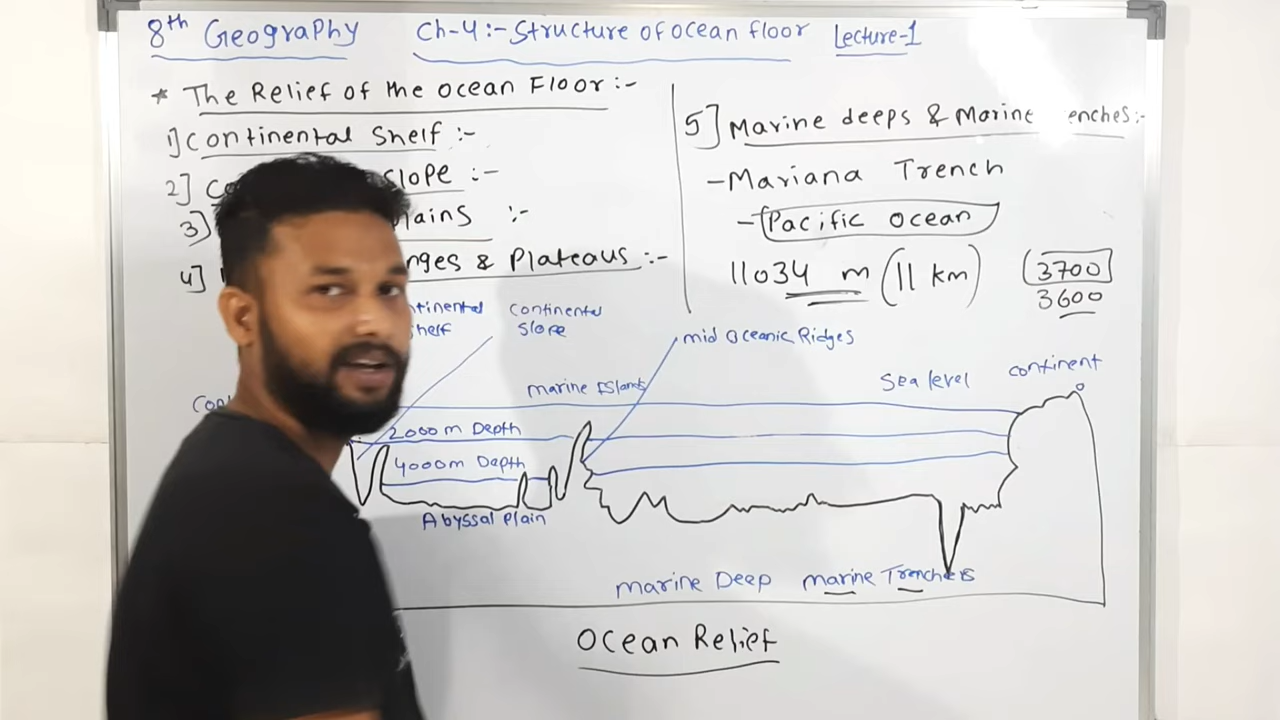 8th Geography Ch-4:- Structure of ocean floor Lecture-1
* The Relief of the ocean Floor:-
1] Continental Shelf :-
2] Slope :-
3]
4] & Plateaus :-
5] Marine deeps & Marine enches:-
- Mariana Trench
- Pacific ocean
11034 m (11 km)
3700
3600
continental
slope
mid Oceanic Ridges
marine Islands
Sea level
continent
2000m Depth
4000m Depth
Abyssal Plain
marine Deep marine Trenches
Ocean Relief